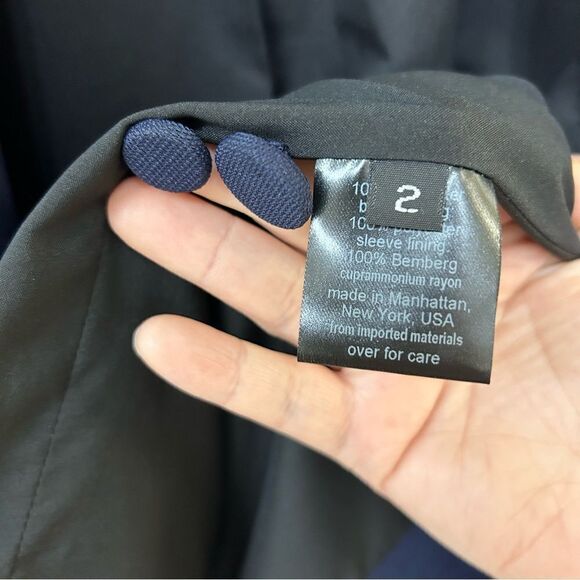 2
sleeve lining
100% Bemberg
cuprammonium rayon
made in Manhattan,
New York, USA
from imported materials
over for care